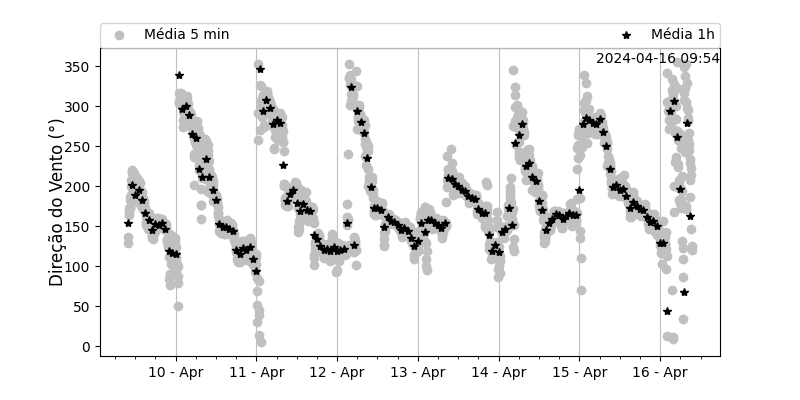 Média 5 min
Média 1h
2024-04-16 09:54
Direção do Vento (°)
350
300
250
200
150
100
50
0
10 - Apr
11 - Apr
12 - Apr
13 - Apr
14 - Apr
15 - Apr
16 - Apr